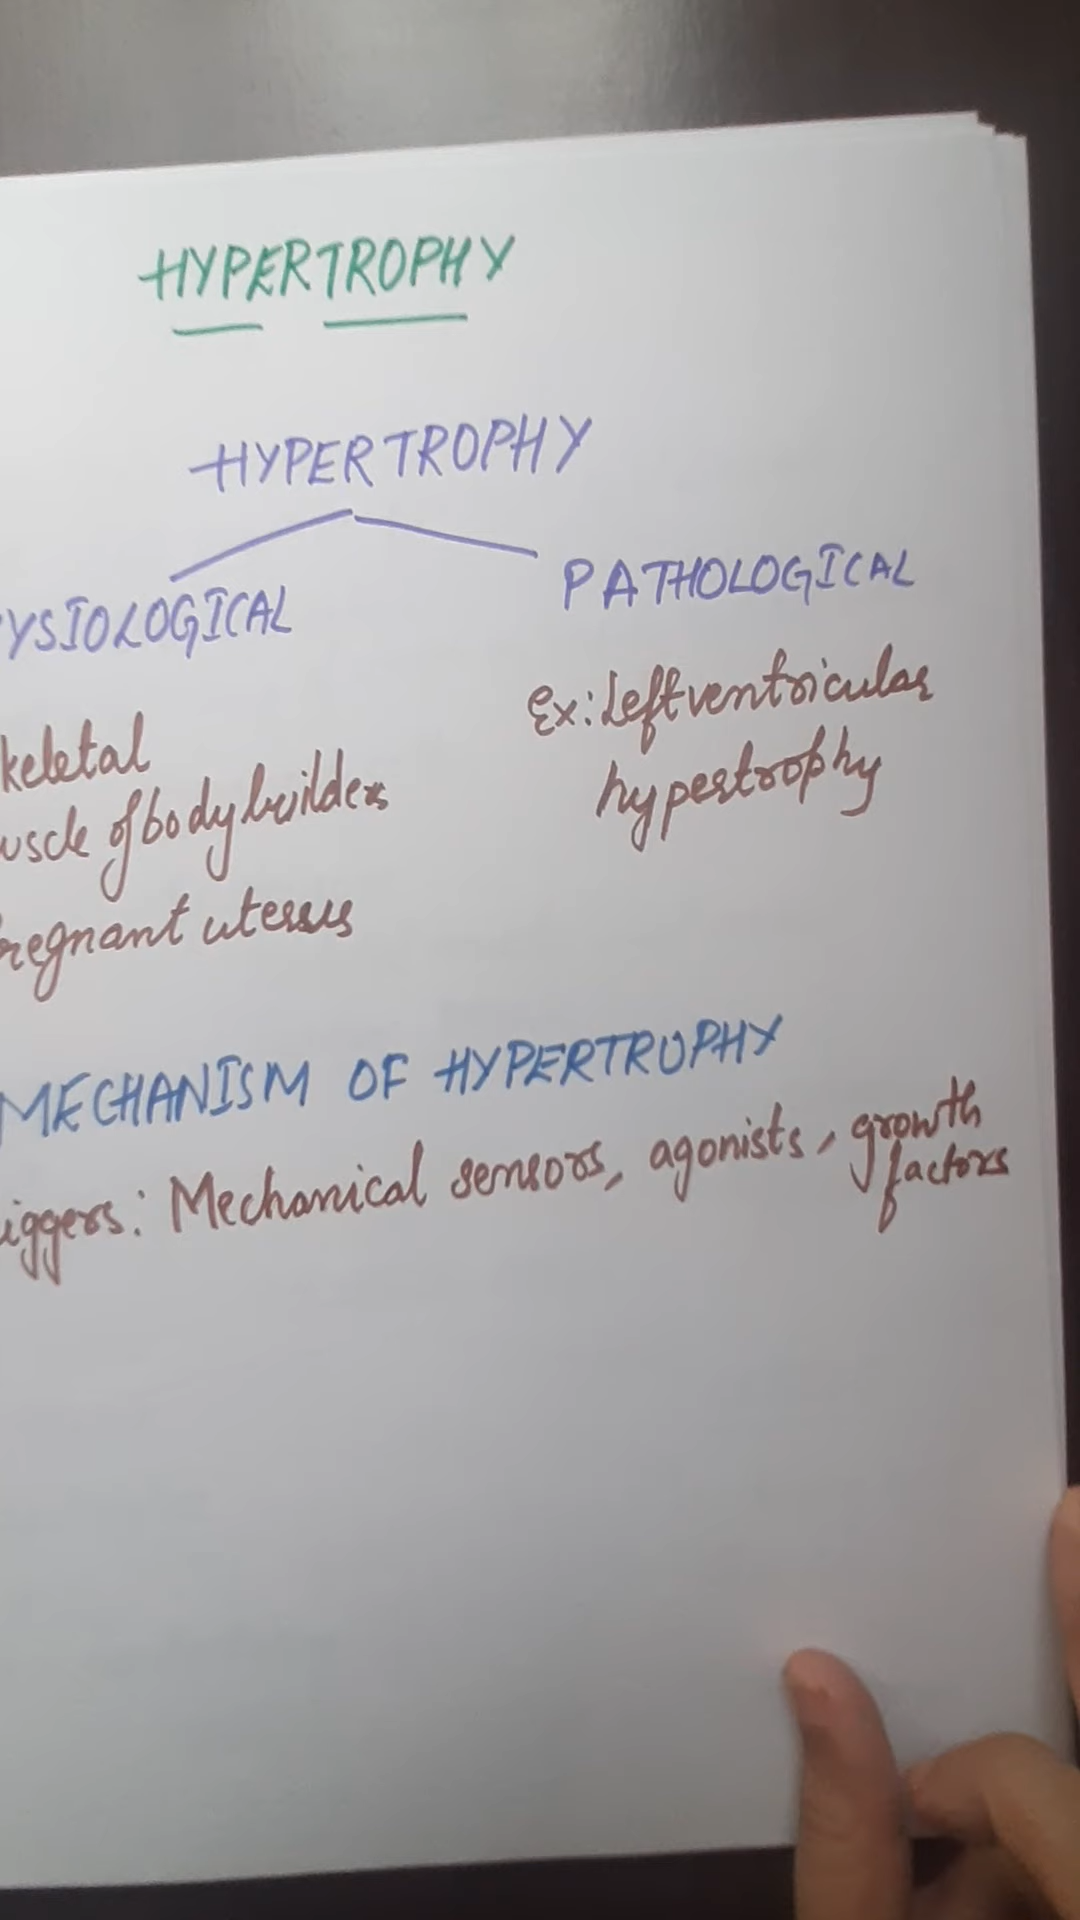 HYPERTROPHY
HYPERTROPHY
YSIOLOGICAL
PATHOLOGICAL
keletal
uscle of bodybuilders
regnant uterus
Ex: Left ventricular
hypertrophy
MECHANISM OF HYPERTROPHY
iggers: Mechanical sensors, agonists, growth
factors